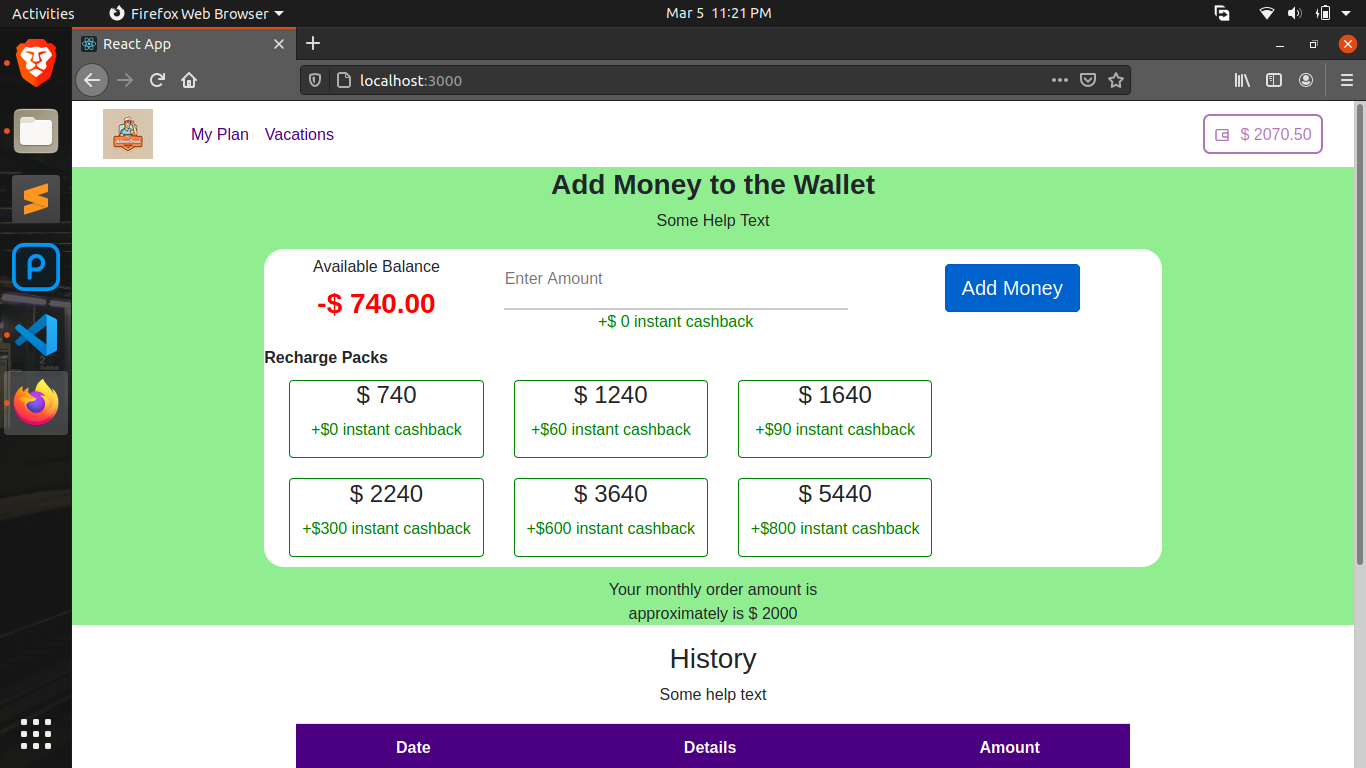 Activities Firefox Web Browser Mar 5 11:21 PM
React App
localhost:3000
My Plan Vacations $ 2070.50
Add Money to the Wallet
Some Help Text
Available Balance
-$ 740.00
Enter Amount
+$ 0 instant cashback
Add Money
Recharge Packs
$ 740 $ 1240 $ 1640
+$0 instant cashback +$60 instant cashback +$90 instant cashback
$ 2240 $ 3640 $ 5440
+$300 instant cashback +$600 instant cashback +$800 instant cashback
Your monthly order amount is
approximately is $ 2000
History
Some help text
Date Details Amount